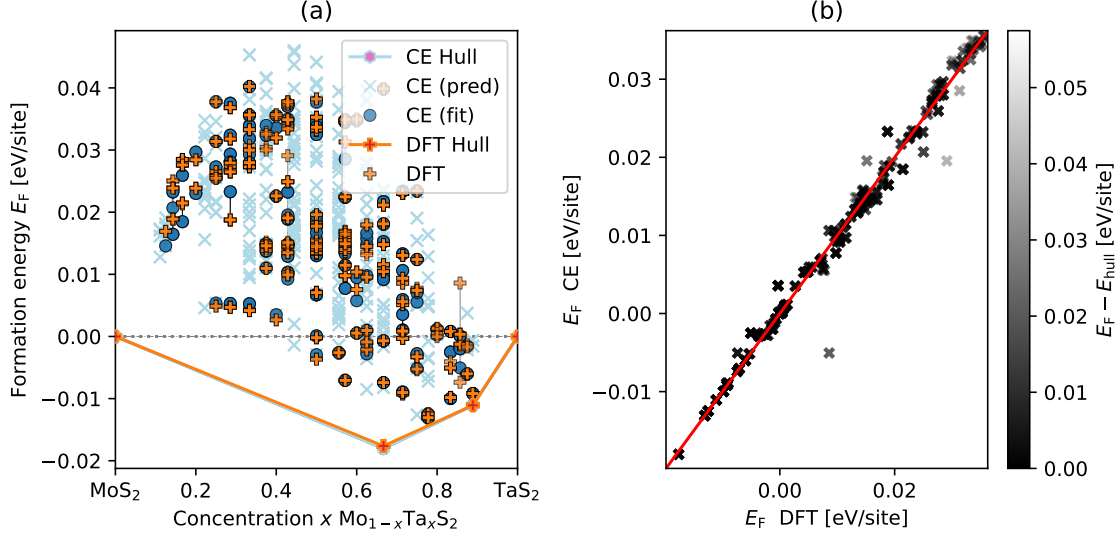 (a)
Formation energy E_F [eV/site]
0.04
0.03
0.02
0.01
0.00
−0.01
−0.02
MoS₂
0.2
0.4
0.6
0.8
TaS₂
Concentration x Mo₁₋ₓTaₓS₂
CE Hull
CE (pred)
CE (fit)
DFT Hull
DFT
(b)
E_F CE [eV/site]
0.03
0.02
0.01
0.00
−0.01
0.00
0.02
E_F DFT [eV/site]
0.05
0.04
0.03
0.02
0.01
0.00
E_F − E_hull [eV/site]